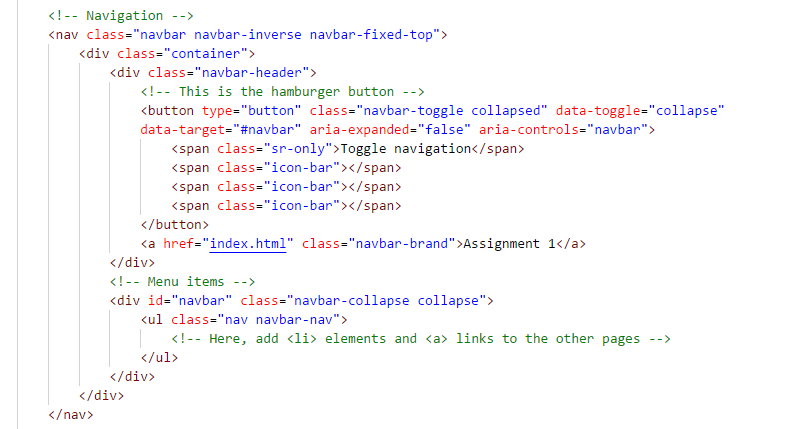 <!-- Navigation -->
<nav class="navbar navbar-inverse navbar-fixed-top">
<div class="container">
<div class="navbar-header">
<!-- This is the hamburger button -->
<button type="button" class="navbar-toggle collapsed" data-toggle="collapse"
data-target="#navbar" aria-expanded="false" aria-controls="navbar">
<span class="sr-only">Toggle navigation</span>
<span class="icon-bar"></span>
<span class="icon-bar"></span>
<span class="icon-bar"></span>
</button>
<a href="index.html" class="navbar-brand">Assignment 1</a>
</div>
<!-- Menu items -->
<div id="navbar" class="navbar-collapse collapse">
<ul class="nav navbar-nav">
<!-- Here, add <li> elements and <a> links to the other pages -->
</ul>
</div>
</div>
</nav>